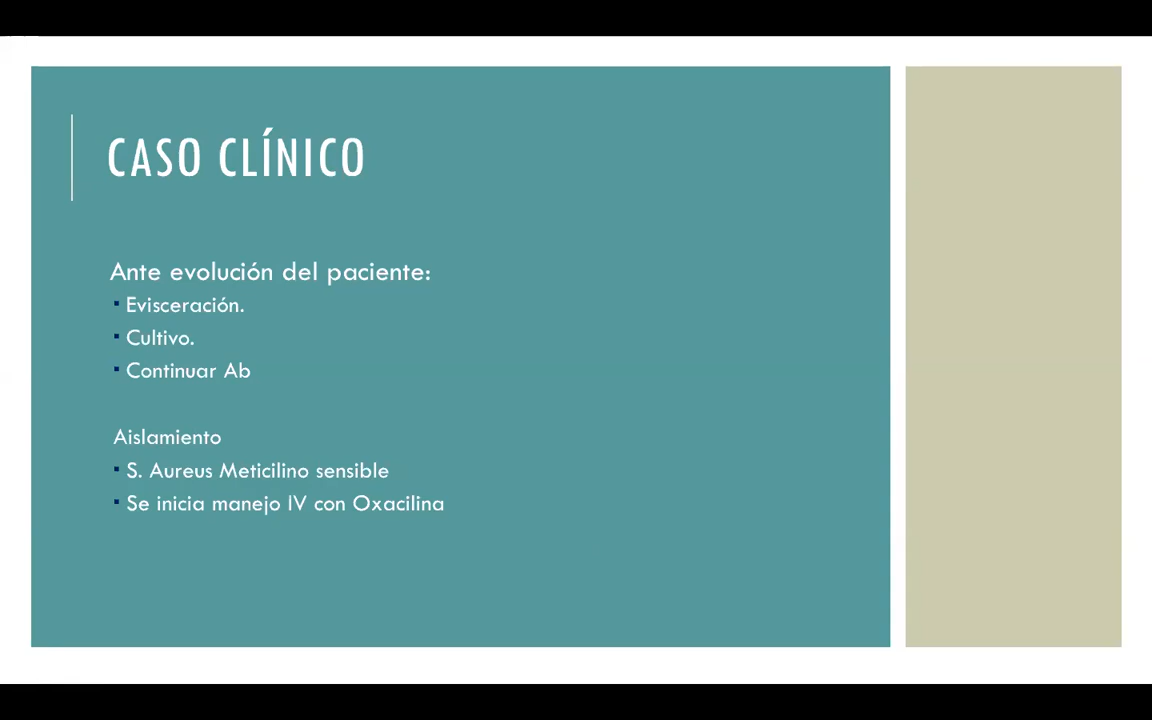 CASO CLÍNICO
Ante evolución del paciente:
▪ Evisceración.
▪ Cultivo.
▪ Continuar Ab
Aislamiento
▪ S. Aureus Meticilino sensible
▪ Se inicia manejo IV con Oxacilina